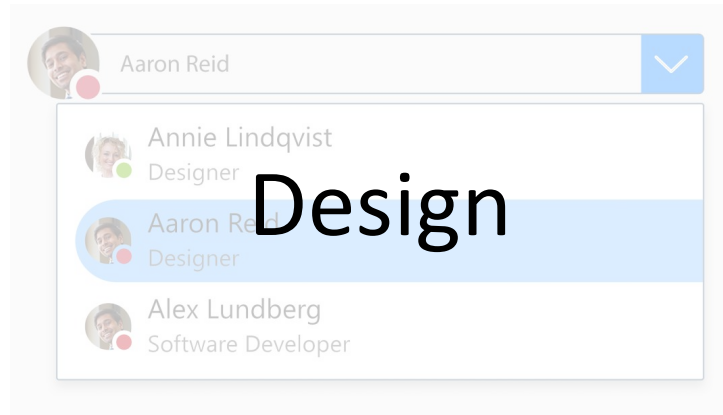 Aaron Reid
Annie Lindqvist
Designer
Design
Aaron Reid
Designer
Alex Lundberg
Software Developer